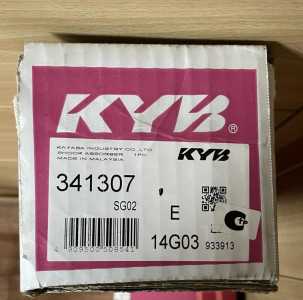 KYB®
KAYABA INDUSTRY CO.,LTD.
SHOCK ABSORBER 1Pc.
MADE IN MALAYSIA
KYB
341307
SG02
E
14G03
933913